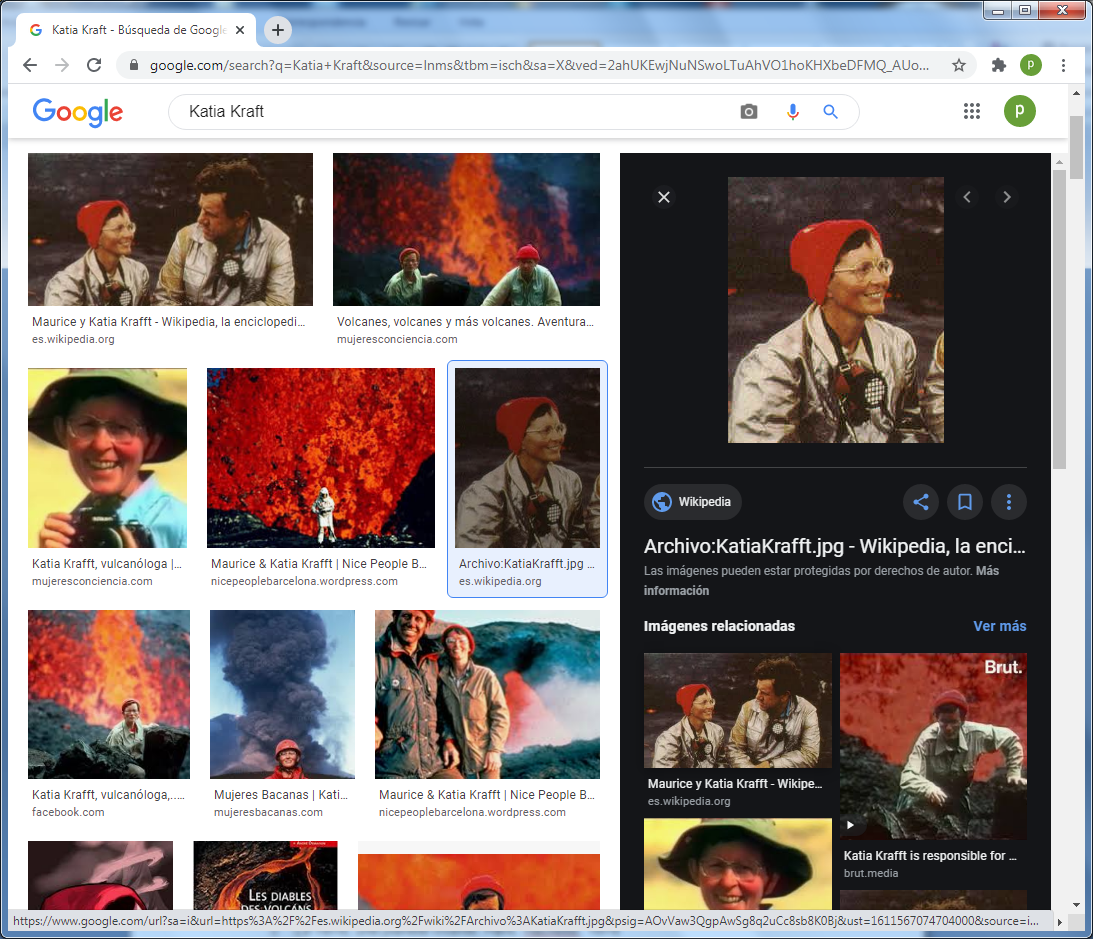 Katia Kraft - Búsqueda de Google
google.com/search?q=Katia+Kraft&source=lnms&tbm=isch&sa=X&ved=2ahUKEwjNuNSwoLTuAhVO1hoKHXbeDFMQ_AUo...
P
Google
Katia Kraft
p
Maurice y Katia Krafft - Wikipedia, la enciclopedi...
es.wikipedia.org
Volcanes, volcanes y más volcanes. Aventura...
mujeresconciencia.com
Katia Krafft, vulcanóloga |...
mujeresconciencia.com
Maurice & Katia Krafft | Nice People B...
nicepeoplebarcelona.wordpress.com
Archivo:KatiaKrafft.jpg ...
es.wikipedia.org
Katia Krafft, vulcanóloga,...
facebook.com
Mujeres Bacanas | Kati...
mujeresbacanas.com
Maurice & Katia Krafft | Nice People B...
nicepeoplebarcelona.wordpress.com
LES DIABLES
DES VOLCANS
Wikipedia
Archivo:KatiaKrafft.jpg - Wikipedia, la enci...
Las imágenes pueden estar protegidas por derechos de autor. Más
información
Imágenes relacionadas
Ver más
Maurice y Katia Krafft - Wikipe...
es.wikipedia.org
Brut.
Katia Krafft is responsible for ...
brut.media
https://www.google.com/url?sa=i&url=https%3A%2F%2Fes.wikipedia.org%2Fwiki%2FArchivo%3AKatiaKrafft.jpg&psig=AOvVaw3QgpAwSg8q2uCc8sb8K0Bj&ust=1611567074704000&source=i...